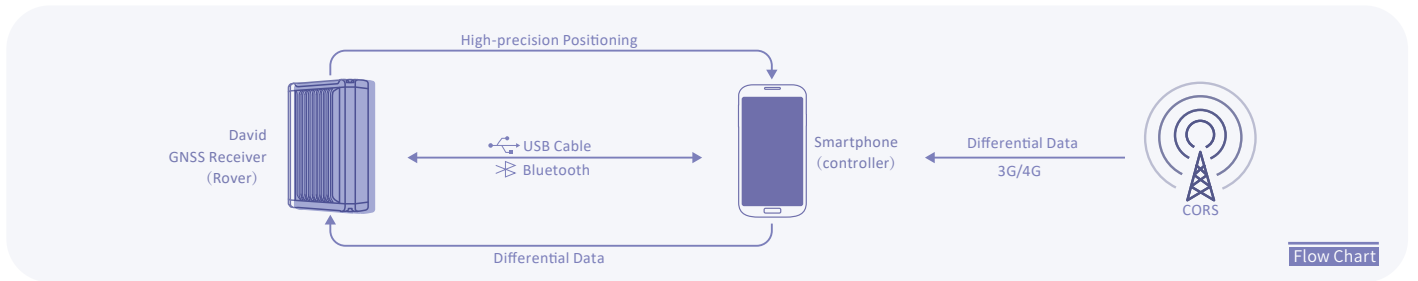 High-precision Positioning
David
GNSS Receiver
（Rover）
USB Cable
Bluetooth
Smartphone
（controller）
Differential Data
3G/4G
CORS
Differential Data
Flow Chart